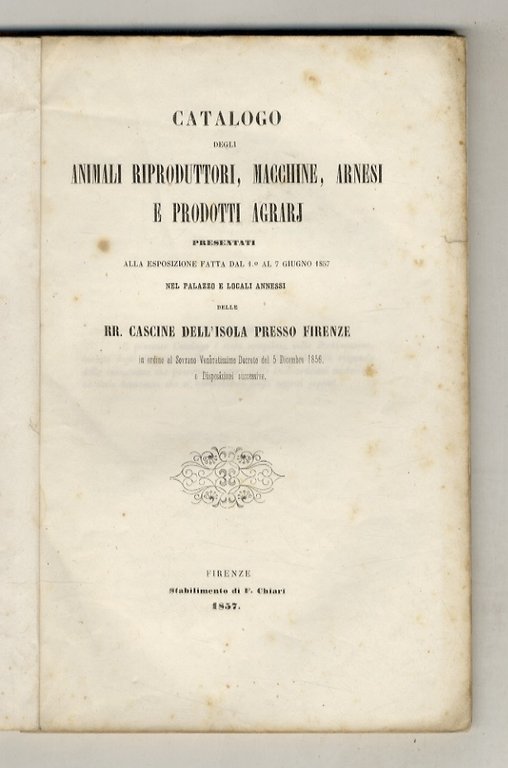 CATALOGO
DEGLI
ANIMALI RIPRODUTTORI, MACCHINE, ARNESI
E PRODOTTI AGRARJ
PRESENTATI
ALLA ESPOSIZIONE FATTA DAL 1.º AL 7 GIUGNO 1857
NEL PALAZZO E LOCALI ANNESSI
DELLE
RR. CASCINE DELL'ISOLA PRESSO FIRENZE
in ordine al Sovrano Veneratissimo Decreto del 5 Dicembre 1856,
e Disposizioni successive.
FIRENZE
Stabilimento di F. Chiari
1857.